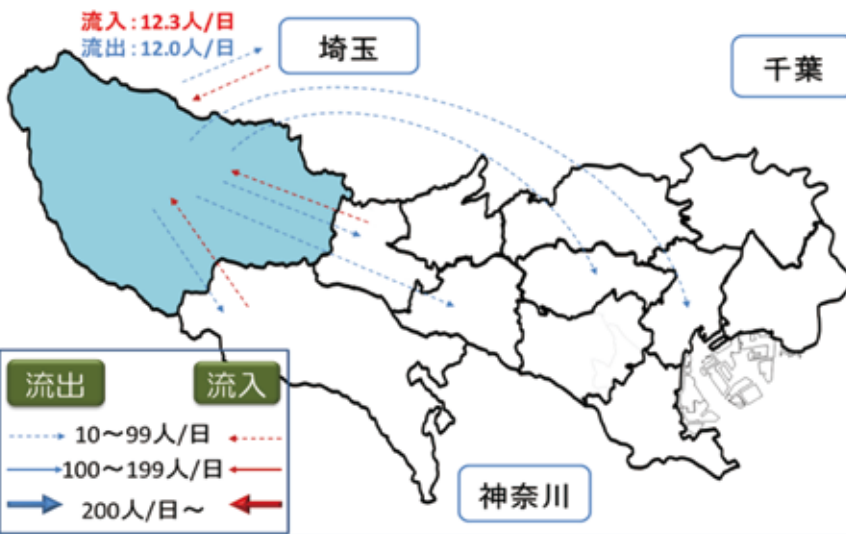 流入：12.3人/日
流出：12.0人/日
埼玉
千葉
流出
流入
10～99人/日
100～199人/日
200人/日～
神奈川